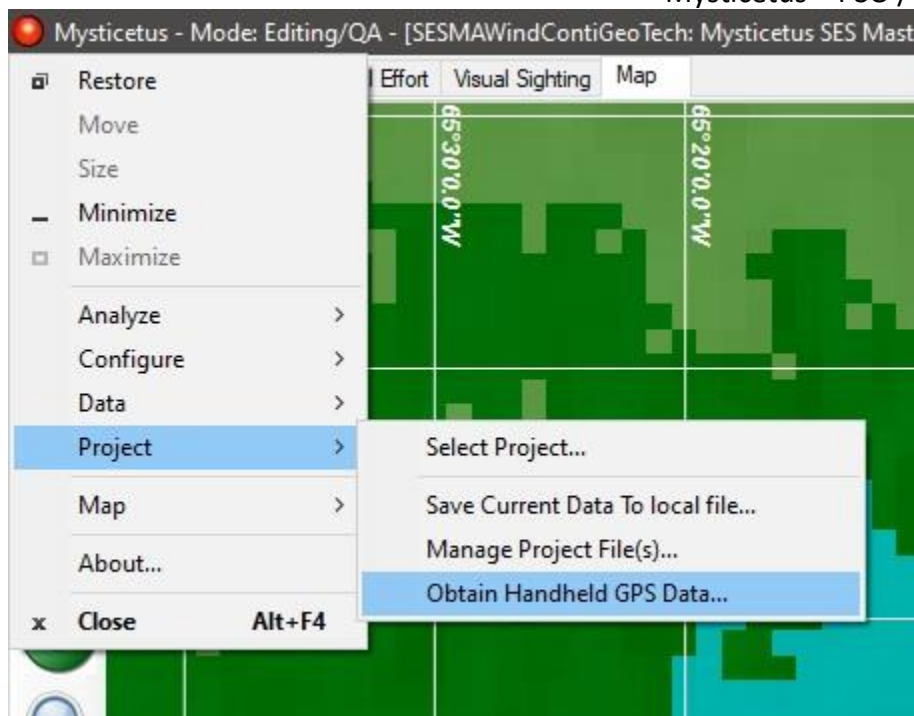 Mysticetus - Mode: Editing/QA - [SESMAWindContiGeoTech: Mysticetus SES Mast
Restore
Effort Visual Sighting Map
Move
Size
Minimize
Maximize
65°30'0.0"W
65°20'0.0"W
Analyze >
Configure >
Data >
Project >
Select Project...
Save Current Data To local file...
Manage Project File(s)...
Obtain Handheld GPS Data...
Map >
About...
x Close Alt+F4